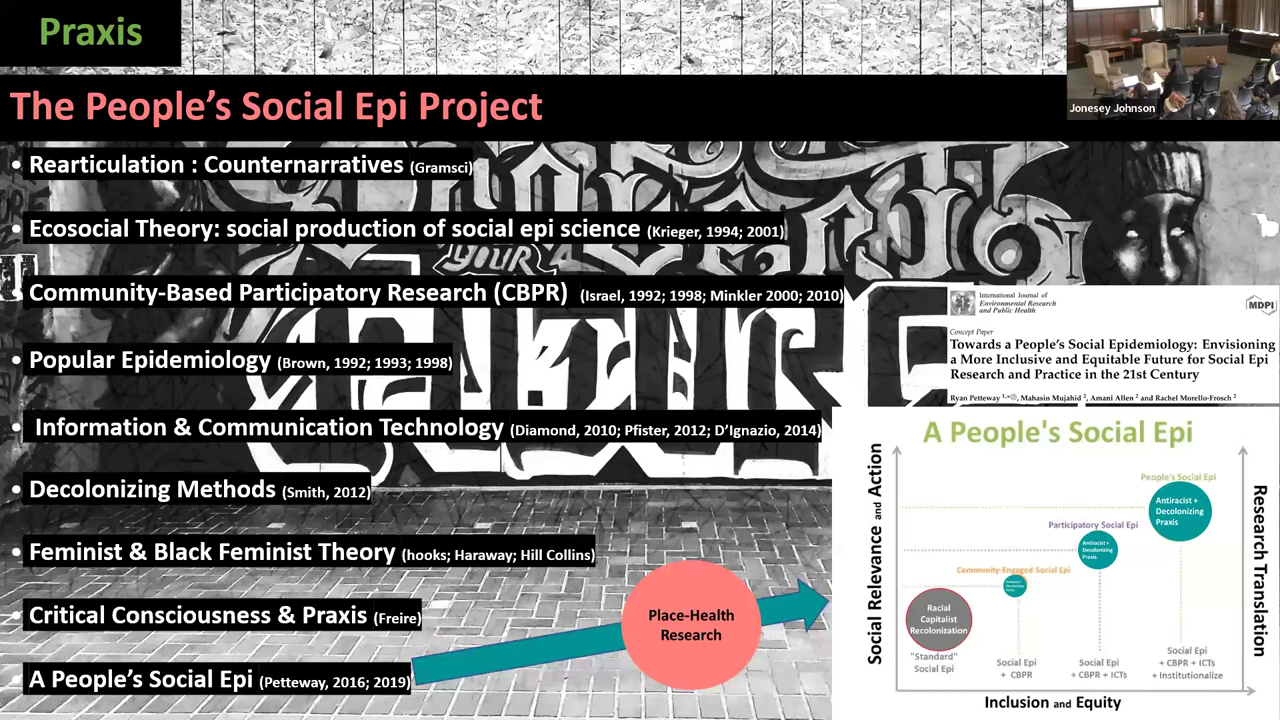 Praxis
The People's Social Epi Project
Jonesey Johnson
• Rearticulation : Counternarratives (Gramsci)
• Ecosocial Theory: social production of social epi science (Krieger, 1994; 2001)
YOUR
• Community-Based Participatory Research (CBPR) (Israel, 1992; 1998; Minkler 2000; 2010)
• Popular Epidemiology (Brown, 1992; 1993; 1998)
• Information & Communication Technology (Diamond, 2010; Pfister, 2012; D'Ignazio, 2014)
• Decolonizing Methods (Smith, 2012)
• Feminist & Black Feminist Theory (hooks; Haraway; Hill Collins)
• Critical Consciousness & Praxis (Freire)
• A People's Social Epi (Petteway, 2016; 2019)
Place-Health
Research
International Journal of
Environmental Research
and Public Health
MDPI
Concept Paper
Towards a People's Social Epidemiology: Envisioning
a More Inclusive and Equitable Future for Social Epi
Research and Practice in the 21st Century
Ryan Petteway 1,*, Mahasin Mujahid 2, Amani Allen 2 and Rachel Morello-Frosch 2
A People's Social Epi
Social Relevance and Action
Research Translation
People's Social Epi
Antiracist +
Decolonizing
Praxis
Participatory Social Epi
Antiracist +
Decolonizing
Praxis
Community-Engaged Social Epi
Racial
Capitalist
Recolonization
"Standard"
Social Epi
Social Epi
+ CBPR
Social Epi
+ CBPR + ICTs
Social Epi
+ CBPR + ICTs
+ Institutionalize
Inclusion and Equity